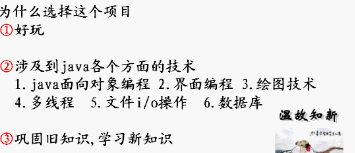 为什么选择这个项目
①好玩
②涉及到java各个方面的技术
1.java面向对象编程 2.界面编程 3.绘图技术
4.多线程 5.文件i/o操作 6.数据库
③巩固旧知识,学习新知识
温故知新